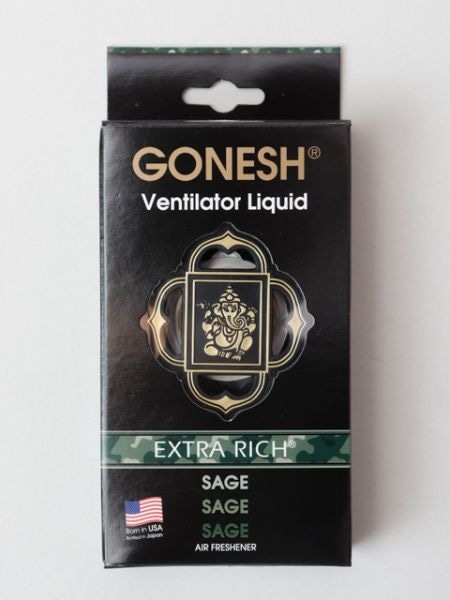 GONESH®
Ventilator Liquid
EXTRA RICH®
SAGE
SAGE
SAGE
Born in USA
Bottled in Japan
AIR FRESHENER